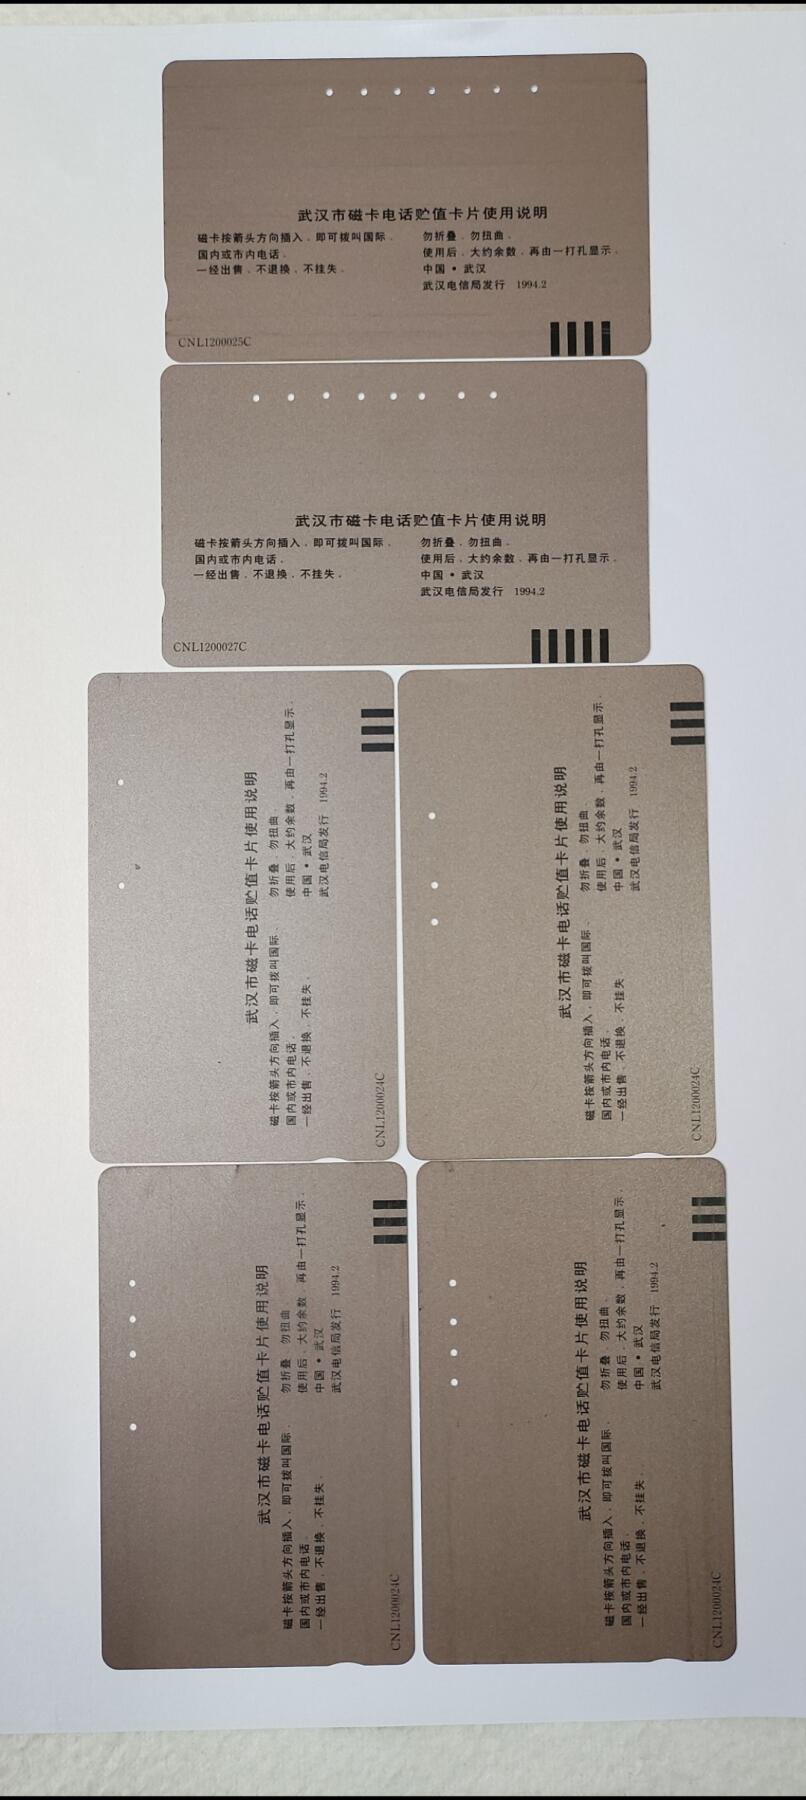 武汉市磁卡电话贮值卡片使用说明
磁卡按箭头方向插入．即可拨叫国际．
国内或市内电话．
一经出售．不退换．不挂失．
勿折叠．勿扭曲．
使用后．大约余数．再由一打孔显示．
中国•武汉
武汉电信局发行 1994.2
CNL1200025C
武汉市磁卡电话贮值卡片使用说明
磁卡按箭头方向插入．即可拨叫国际．
国内或市内电话．
一经出售．不退换．不挂失．
勿折叠．勿扭曲．
使用后．大约余数．再由一打孔显示．
中国•武汉
武汉电信局发行 1994.2
CNL1200027C
武汉市磁卡电话贮值卡片使用说明
磁卡按箭头方向插入．即可拨叫国际．
国内或市内电话．
一经出售．不退换．不挂失．
勿折叠．勿扭曲．
使用后．大约余数．再由一打孔显示．
中国•武汉
武汉电信局发行 1994.2
CNL1200024C
武汉市磁卡电话贮值卡片使用说明
磁卡按箭头方向插入．即可拨叫国际．
国内或市内电话．
一经出售．不退换．不挂失
勿折叠．勿扭曲．
使用后．大约余数．再由一打孔显示．
中国•武汉
武汉电信局发行 1994.2
CNL1200024C
武汉市磁卡电话贮值卡片使用说明
磁卡按箭头方向插入．即可拨叫国际．
国内或市内电话．
一经出售．不退换．不挂失．
勿折叠 勿扭曲
使用后．大约余数．再由一打孔显示．
中国•武汉
武汉电信局发行 1994.2
CNL1200024C
武汉市磁卡电话贮值卡片使用说明
磁卡按箭头方向插入．即可拨叫国际．
国内或市内电话．
一经出售．不退换．不挂失．
勿折叠．勿扭曲．
使用后．大约余数．再由一打孔显示．
中国•武汉
武汉电信局发行 1994.2
CNL1200024C